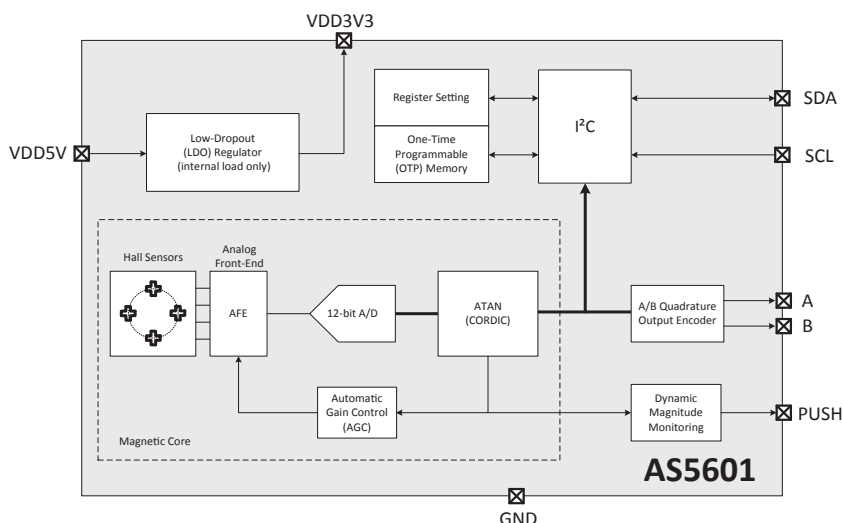 VDD3V3
VDD5V
Low-Dropout
(LDO) Regulator
(internal load only)
Register Setting
One-Time
Programmable
(OTP) Memory
I²C
SDA
SCL
Hall Sensors
Analog
Front-End
AFE
12-bit A/D
ATAN
(CORDIC)
A/B Quadrature
Output Encoder
A
B
Automatic
Gain Control
(AGC)
Dynamic
Magnitude
Monitoring
PUSH
Magnetic Core
AS5601
GND